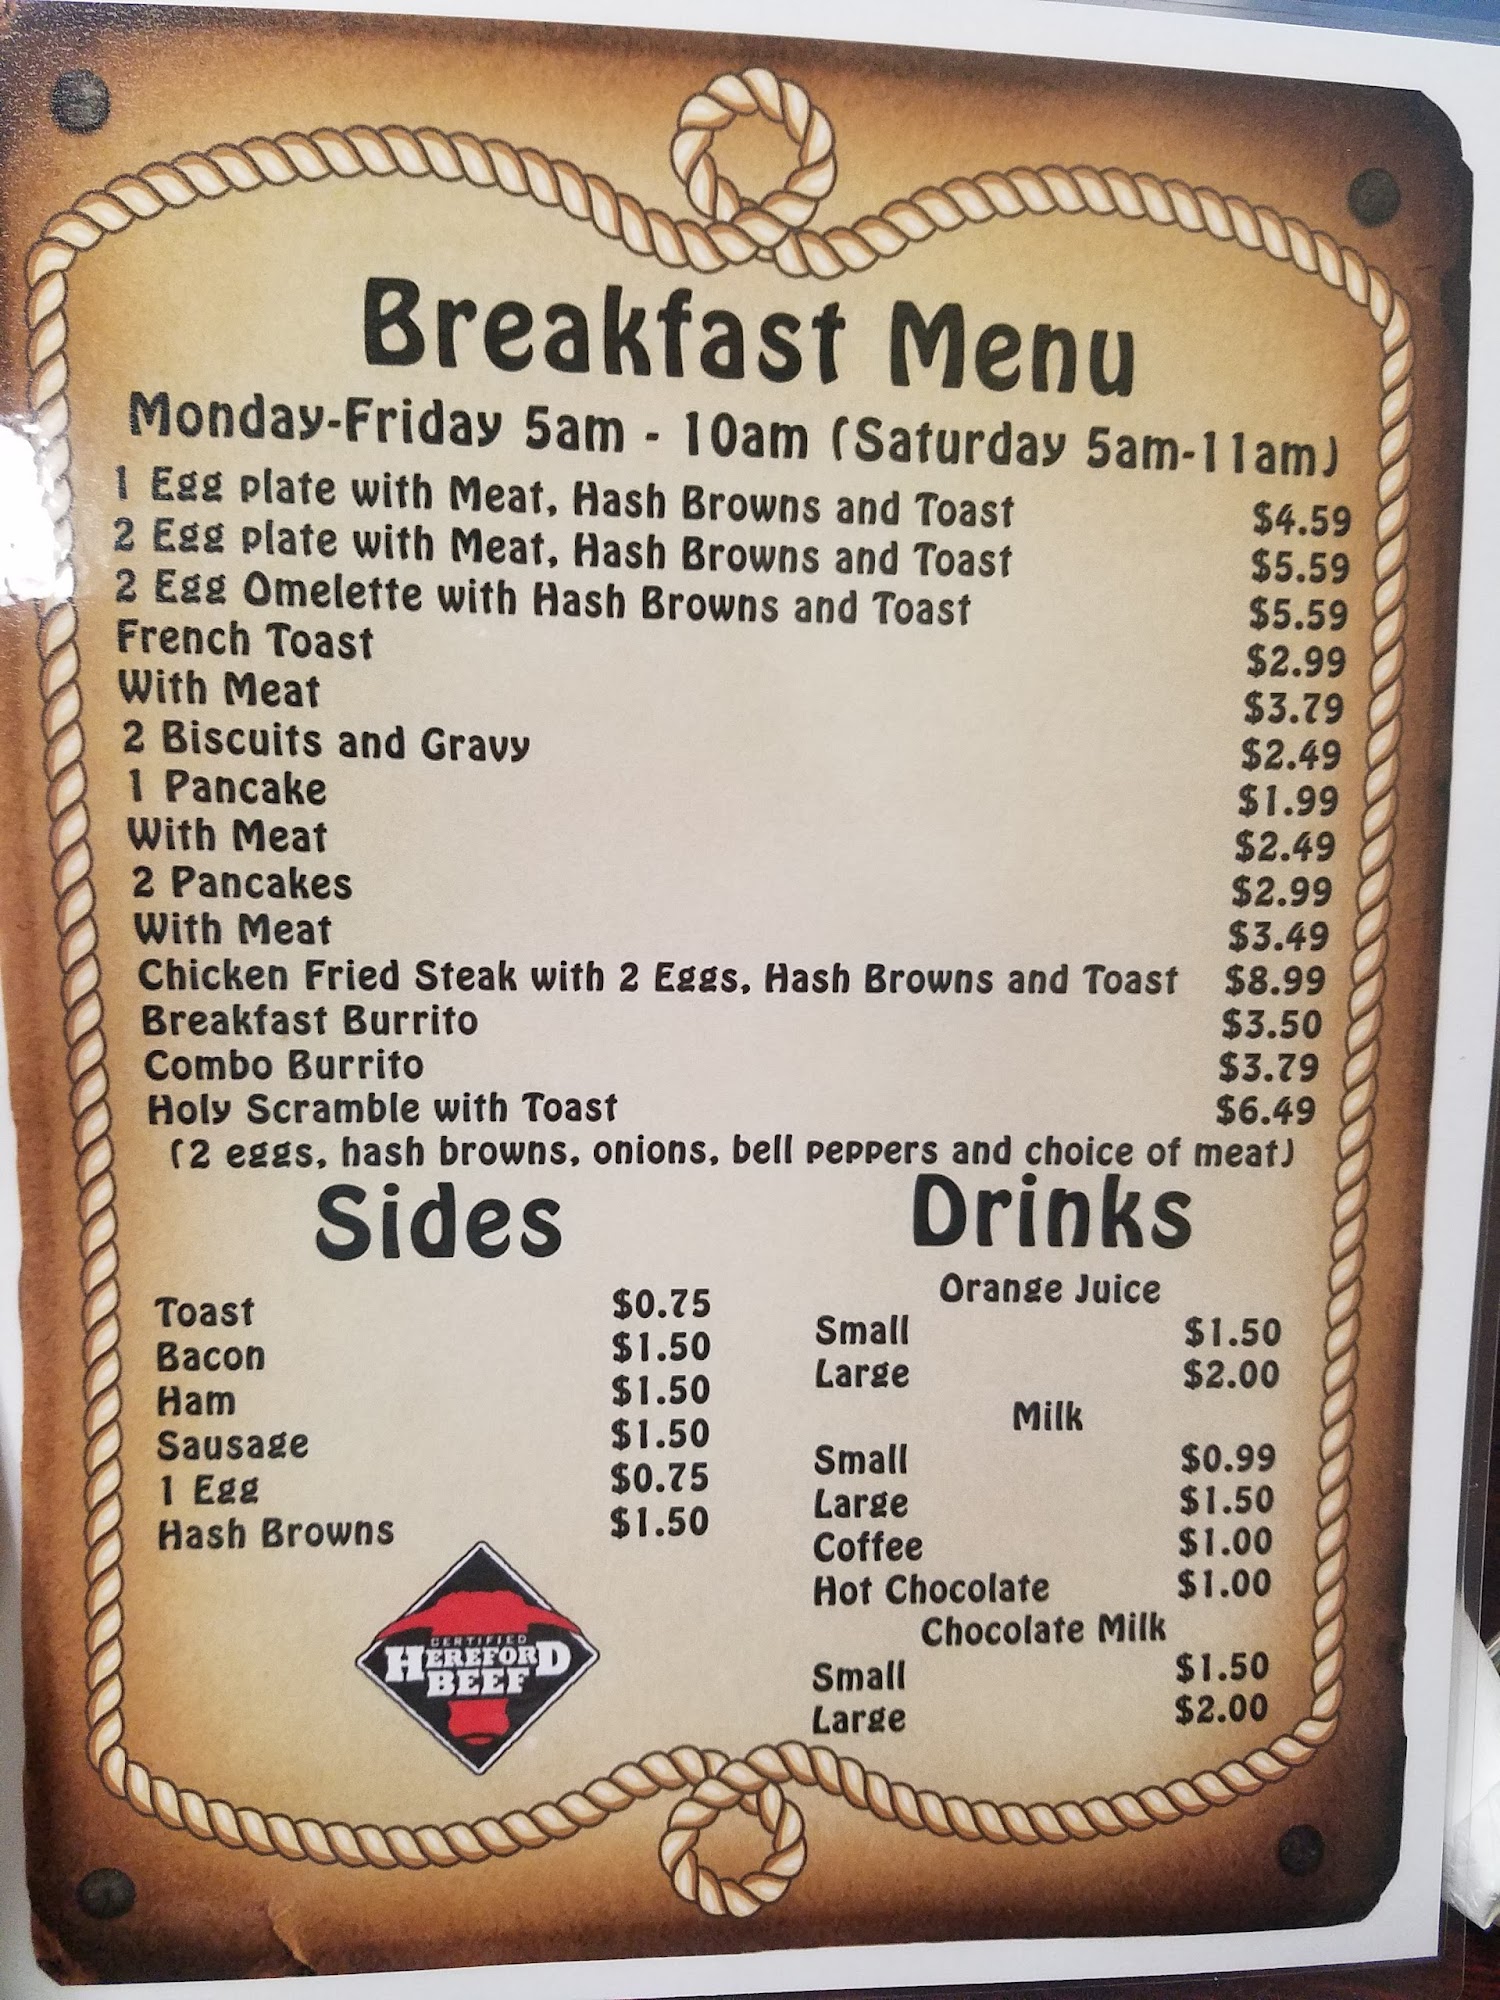 Breakfast Menu
Monday-Friday 5am - 10am (Saturday 5am-11am)
1 Egg plate with Meat, Hash Browns and Toast $4.59
2 Egg plate with Meat, Hash Browns and Toast $5.59
2 Egg Omelette with Hash Browns and Toast $5.59
French Toast $2.99
With Meat $3.79
2 Biscuits and Gravy $2.49
1 Pancake $1.99
With Meat $2.49
2 Pancakes $2.99
With Meat $3.49
Chicken Fried Steak with 2 Eggs, Hash Browns and Toast $8.99
Breakfast Burrito $3.50
Combo Burrito $3.79
Holy Scramble with Toast $6.49
(2 eggs, hash browns, onions, bell peppers and choice of meat)
Sides
Toast $0.75
Bacon $1.50
Ham $1.50
Sausage $1.50
1 Egg $0.75
Hash Browns $1.50
CERTIFIED
HEREFORD
BEEF
Drinks
Orange Juice
Small $1.50
Large $2.00
Milk
Small $0.99
Large $1.50
Coffee $1.00
Hot Chocolate $1.00
Chocolate Milk
Small $1.50
Large $2.00